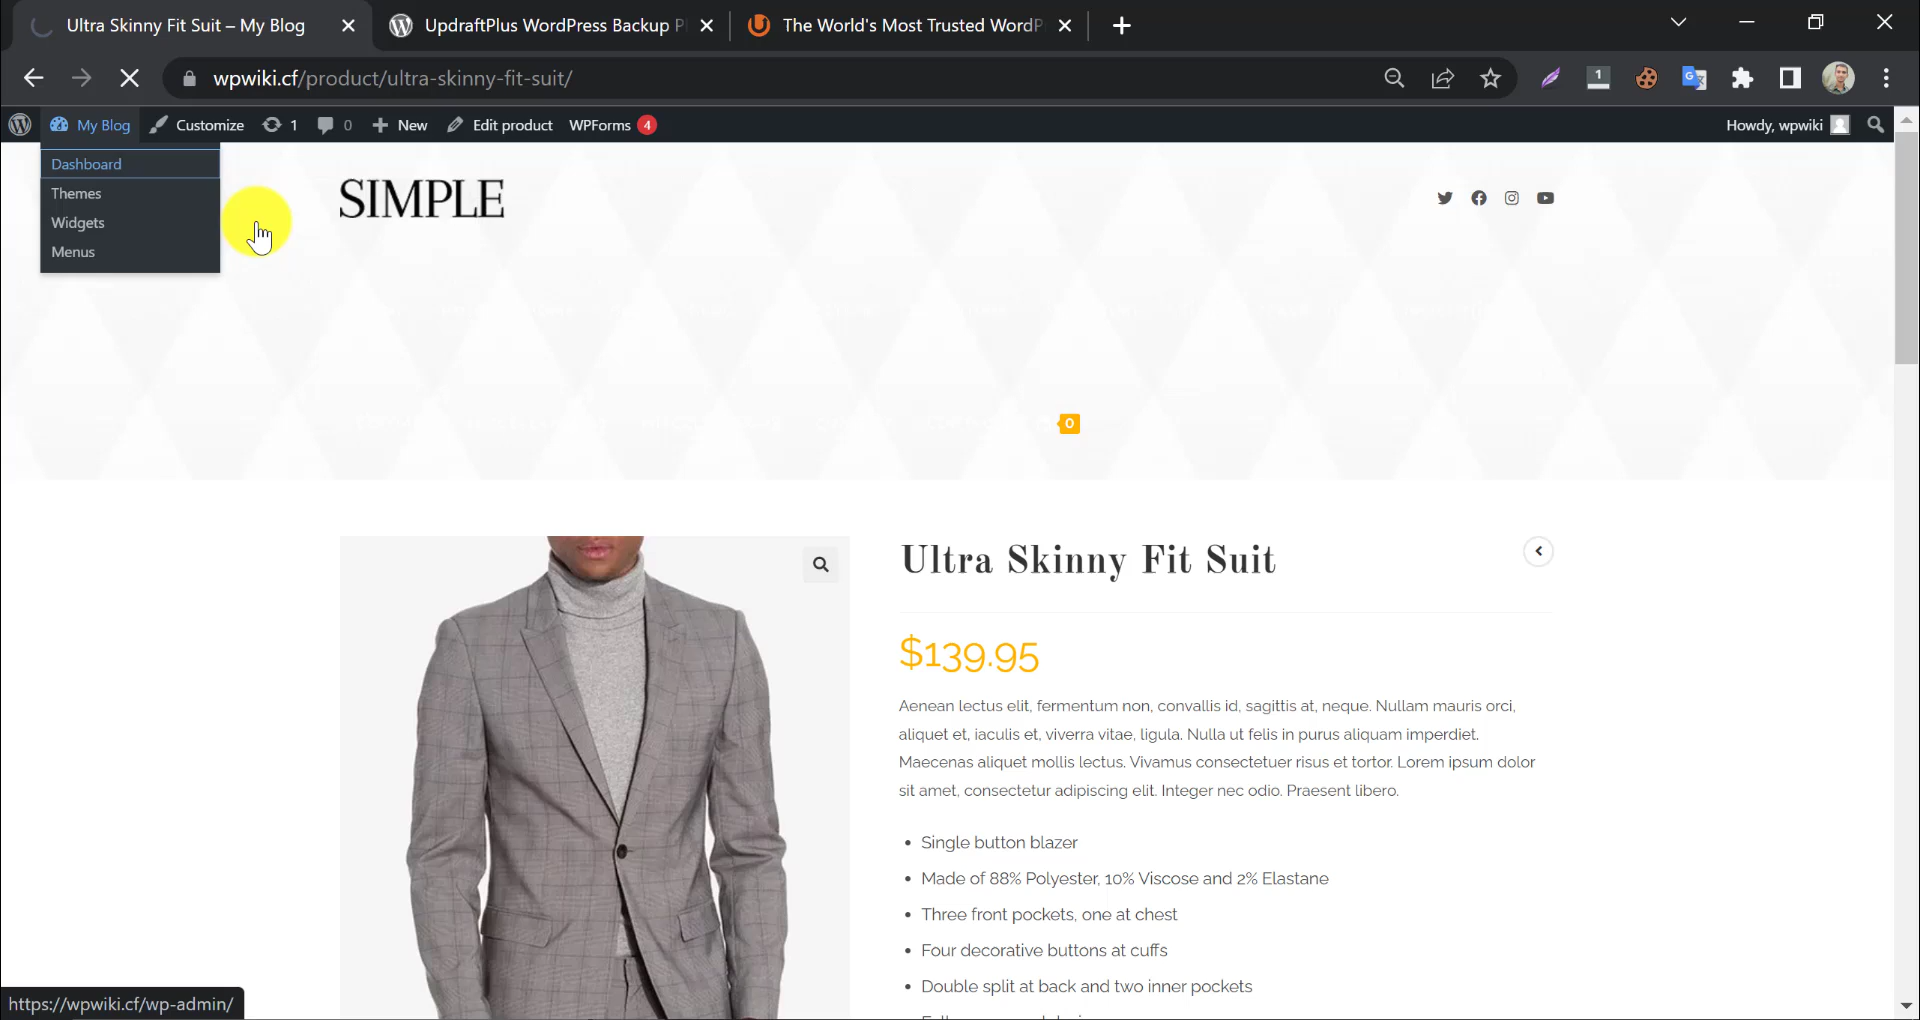 Ultra Skinny Fit Suit – My Blog
UpdraftPlus WordPress Backup P
The World's Most Trusted WordP
wpwiki.cf/product/ultra-skinny-fit-suit/
1
My Blog Customize 1 0 New Edit product WPForms 4 Howdy, wpwiki
Dashboard
Themes
Widgets
Menus
SIMPLE
0
Ultra Skinny Fit Suit
$139.95
Aenean lectus elit, fermentum non, convallis id, sagittis at, neque. Nullam mauris orci,
aliquet et, iaculis et, viverra vitae, ligula. Nulla ut felis in purus aliquam imperdiet.
Maecenas aliquet mollis lectus. Vivamus consectetuer risus et tortor. Lorem ipsum dolor
sit amet, consectetur adipiscing elit. Integer nec odio. Praesent libero.
• Single button blazer
• Made of 88% Polyester, 10% Viscose and 2% Elastane
• Three front pockets, one at chest
• Four decorative buttons at cuffs
• Double split at back and two inner pockets
https://wpwiki.cf/wp-admin/